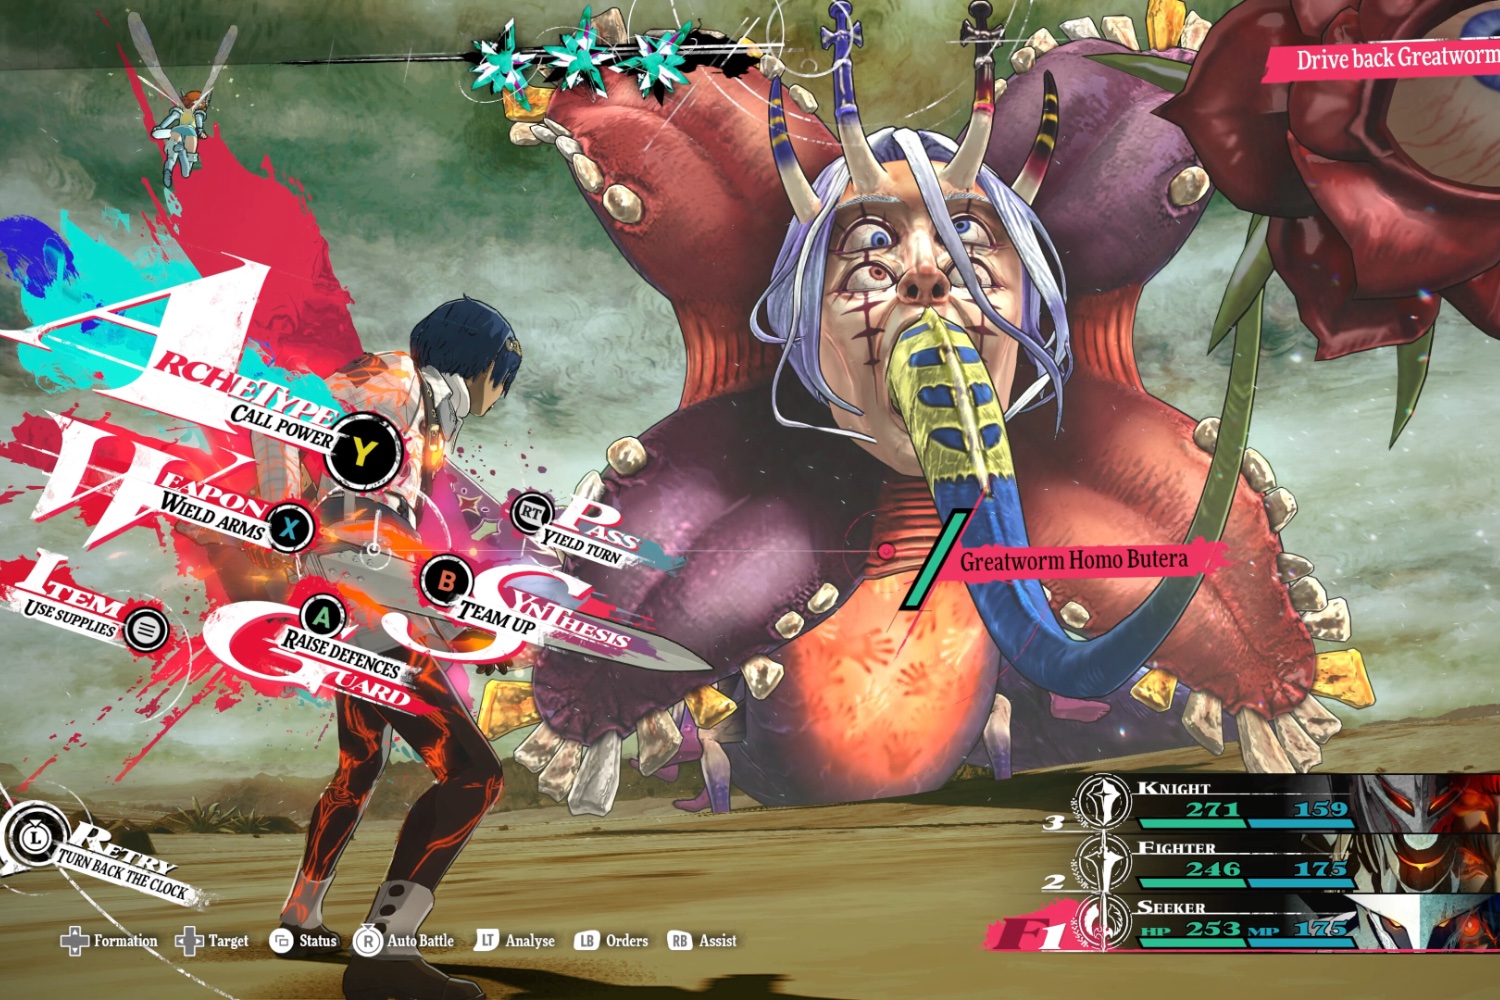 Drive back Greatworm
ARCHETYPE
CALL POWER
Y
WEAPON
WIELD ARMS
X
RT
PASS
YIELD TURN
Greatworm Homo Butera
B
SYNTHESIS
TEAM UP
ITEM
USE SUPPLIES
A
RAISE DEFENCES
GUARD
L
RETRY
TURN BACK THE CLOCK
3
KNIGHT
271 159
2
FIGHTER
246 175
F1
SEEKER
HP 253 MP 175
Formation Target Status R Auto Battle LT Analyse LB Orders RB Assist